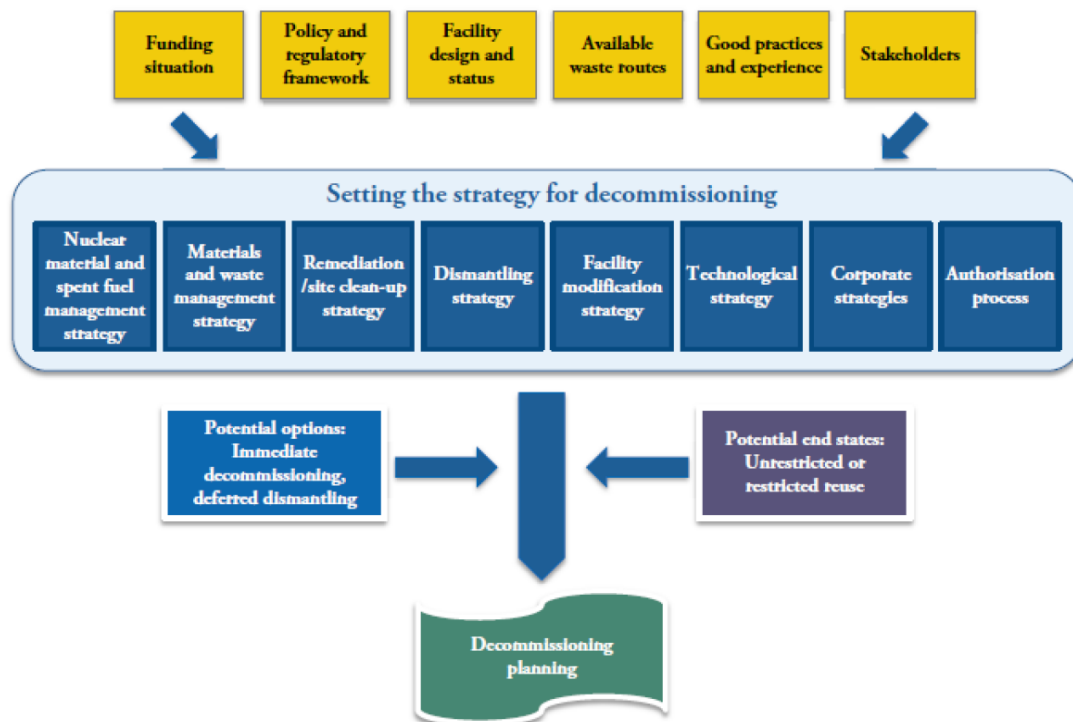 Funding
situation
Policy and
regulatory
framework
Facility
design and
status
Available
waste routes
Good practices
and experience
Stakeholders
Setting the strategy for decommissioning
Nuclear
material and
spent fuel
management
strategy
Materials
and waste
management
strategy
Remediation
/site clean-up
strategy
Dismantling
strategy
Facility
modification
strategy
Technological
strategy
Corporate
strategies
Authorisation
process
Potential options:
Immediate
decommissioning,
deferred dismantling
Potential end states:
Unrestricted or
restricted reuse
Decommissioning
planning